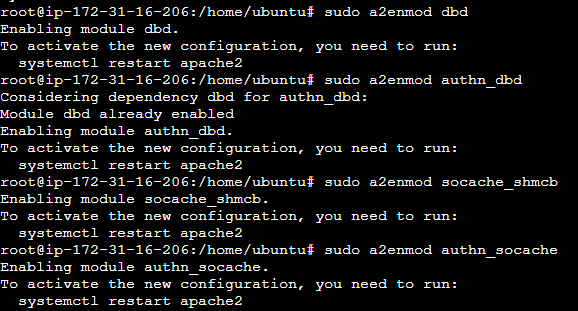 root@ip-172-31-16-206:/home/ubuntu# sudo a2enmod dbd
Enabling module dbd.
To activate the new configuration, you need to run:
  systemctl restart apache2
root@ip-172-31-16-206:/home/ubuntu# sudo a2enmod authn_dbd
Considering dependency dbd for authn_dbd:
Module dbd already enabled
Enabling module authn_dbd.
To activate the new configuration, you need to run:
  systemctl restart apache2
root@ip-172-31-16-206:/home/ubuntu# sudo a2enmod socache_shmcb
Enabling module socache_shmcb.
To activate the new configuration, you need to run:
  systemctl restart apache2
root@ip-172-31-16-206:/home/ubuntu# sudo a2enmod authn_socache
Enabling module authn_socache.
To activate the new configuration, you need to run:
  systemctl restart apache2